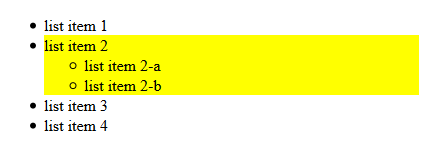 list item 1
list item 2
list item 2-a
list item 2-b
list item 3
list item 4